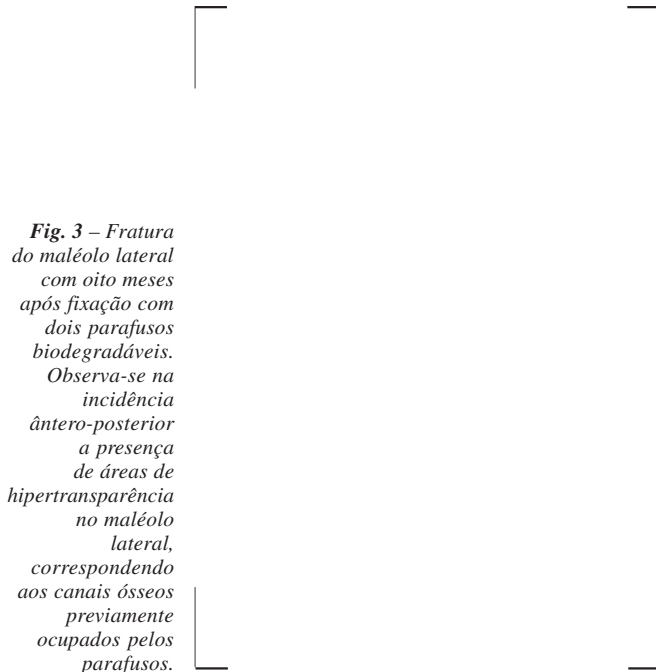 Fig. 3 – Fratura
do maléolo lateral
com oito meses
após fixação com
dois parafusos
biodegradáveis.
Observa-se na
incidência
ântero-posterior
a presença
de áreas de
hipertransparência
no maléolo
lateral,
correspondendo
aos canais ósseos
previamente
ocupados pelos
parafusos.